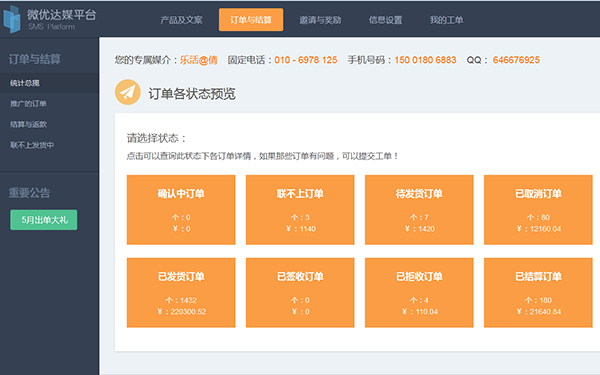 微优达媒平台
SMS Platform
产品及文案 订单与结算 邀请与奖励 信息设置 我的工单
订单与结算
统计总揽
推广的订单
结算与返款
联不上发货中
重要公告
5月出单大礼
您的专属媒介：乐活@倩 固定电话：010 - 6978 125 手机号码：150 0180 6883 QQ： 646676925
订单各状态预览
请选择状态：
点击可以查询此状态下各订单详情，如果那些订单有问题，可以提交工单！
确认中订单
个：0
￥：0
联不上订单
个：3
￥：1140
待发货订单
个：7
￥：1420
已取消订单
个：80
￥：12160.04
已发货订单
个：1432
￥：220300.52
已签收订单
个：0
￥：0
已拒收订单
个：4
￥：110.04
已结算订单
个：180
￥：21640.84